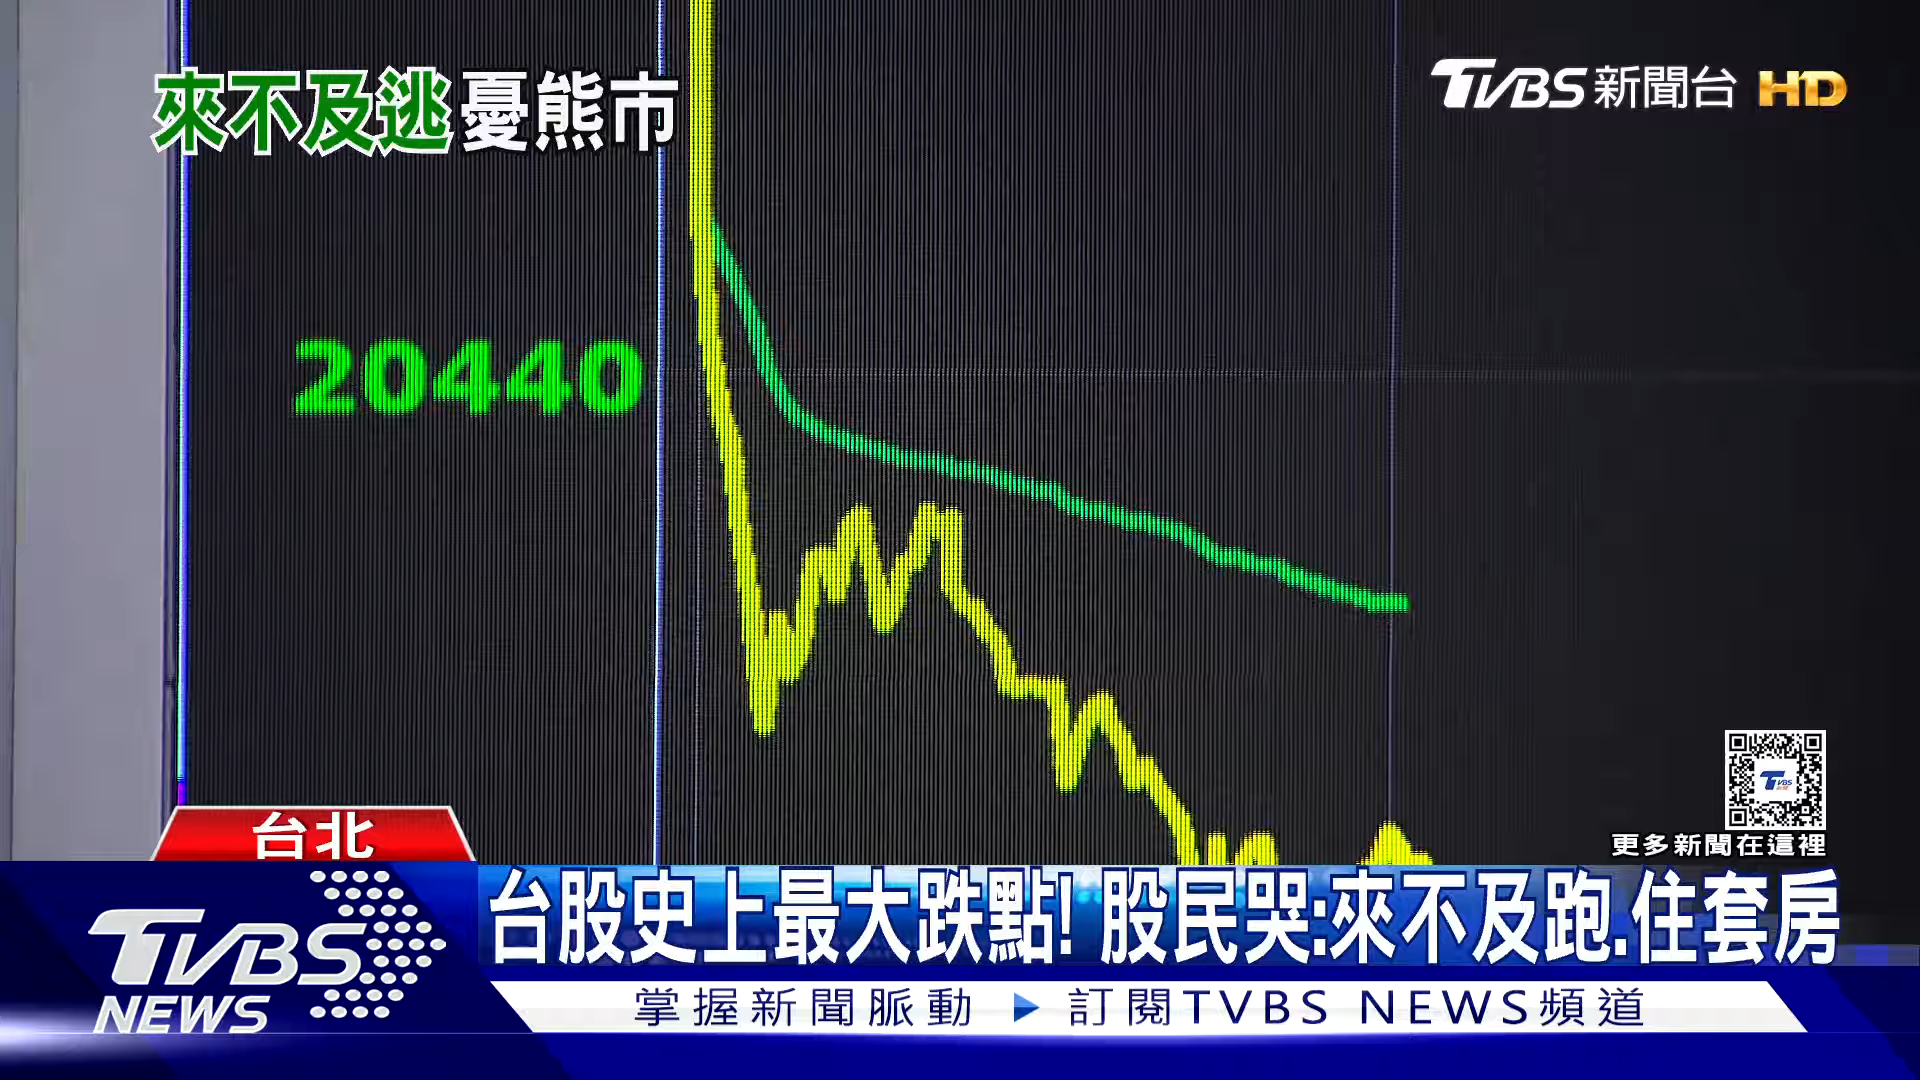 來不及逃 憂熊市
TVBS新聞台 HD
20440
TVBS
新聞
更多新聞在這裡
台北
台股史上最大跌點! 股民哭:來不及跑.住套房
TVBS
NEWS
掌握新聞脈動 ▶ 訂閱TVBS NEWS頻道